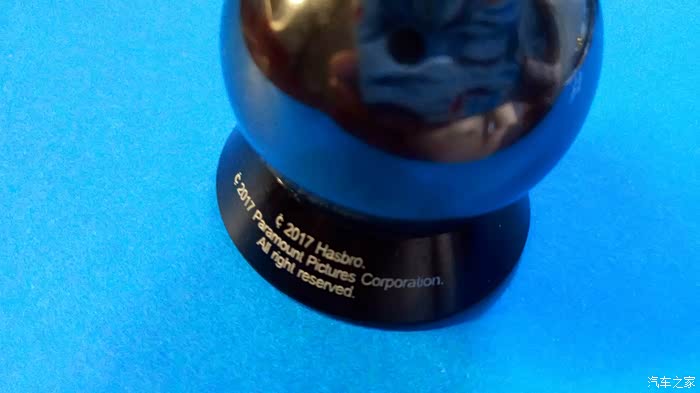 © 2017 Hasbro.
© 2017 Paramount Pictures Corporation.
All right reserved.
汽车之家